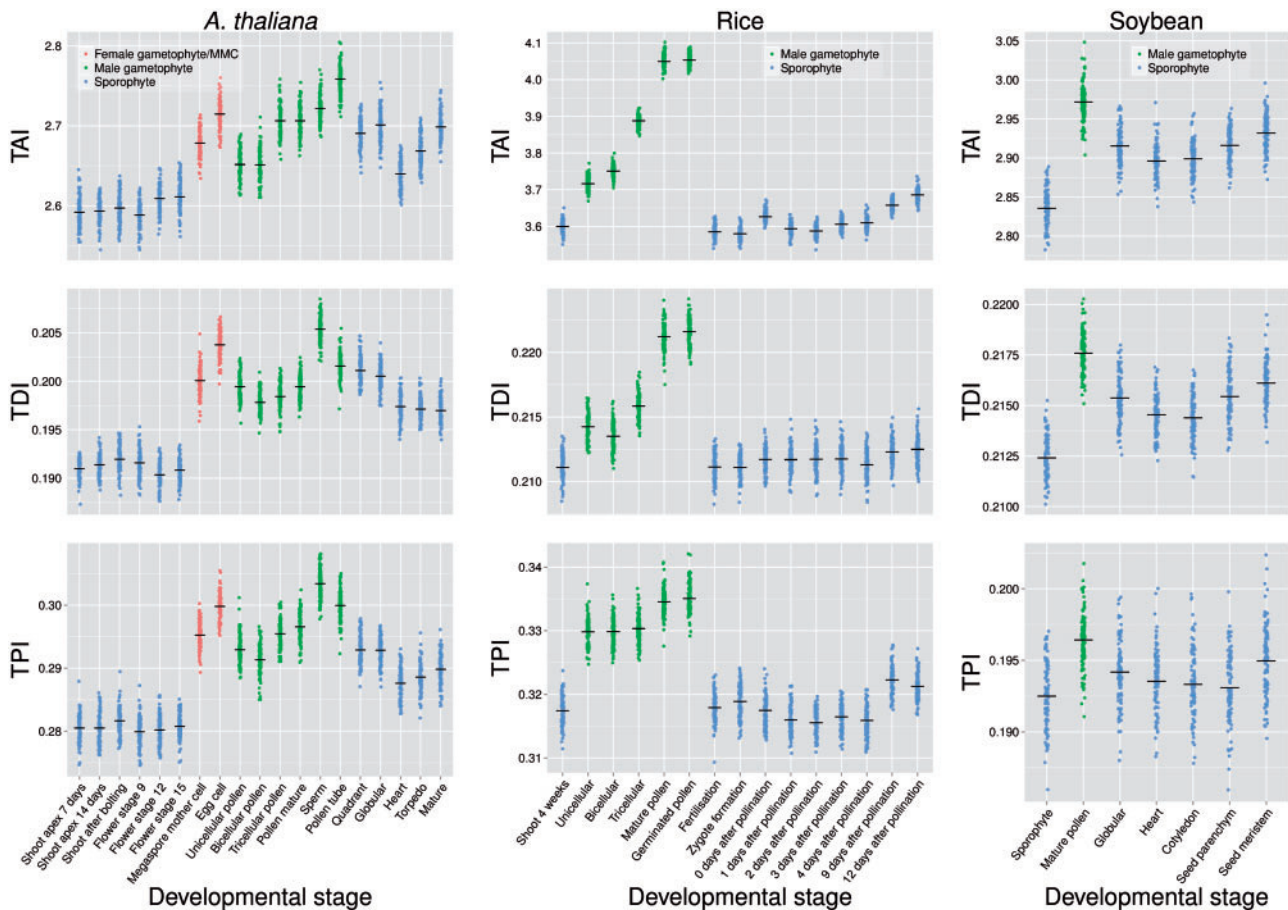 A. thaliana
Rice
Soybean
Female gametophyte/MMC
Male gametophyte
Sporophyte
Male gametophyte
Sporophyte
Male gametophyte
Sporophyte
TAI
2.8
2.7
2.6
TAI
4.1
4.0
3.9
3.8
3.7
3.6
TAI
3.05
3.00
2.95
2.90
2.85
2.80
TDI
0.205
0.200
0.195
0.190
TDI
0.220
0.215
0.210
TDI
0.2200
0.2175
0.2150
0.2125
0.2100
TPI
0.30
0.29
0.28
TPI
0.34
0.33
0.32
0.31
TPI
0.200
0.195
0.190
Shoot apex 7 days
Shoot apex 14 days
Shoot after bolting
Flower stage 9
Flower stage 12
Flower stage 15
Megaspore mother cell
Egg cell
Unicellular pollen
Bicellular pollen
Tricellular pollen
Pollen mature
Sperm
Pollen tube
Quadrant
Globular
Heart
Torpedo
Mature
Shoot 4 weeks
Unicellular
Bicellular
Tricellular
Mature pollen
Germinated pollen
Fertilisation
Zygote formation
0 days after pollination
1 days after pollination
2 days after pollination
3 days after pollination
4 days after pollination
9 days after pollination
12 days after pollination
Sporophyte
Mature pollen
Globular
Heart
Cotyledon
Seed parenchym
Seed meristem
Developmental stage
Developmental stage
Developmental stage